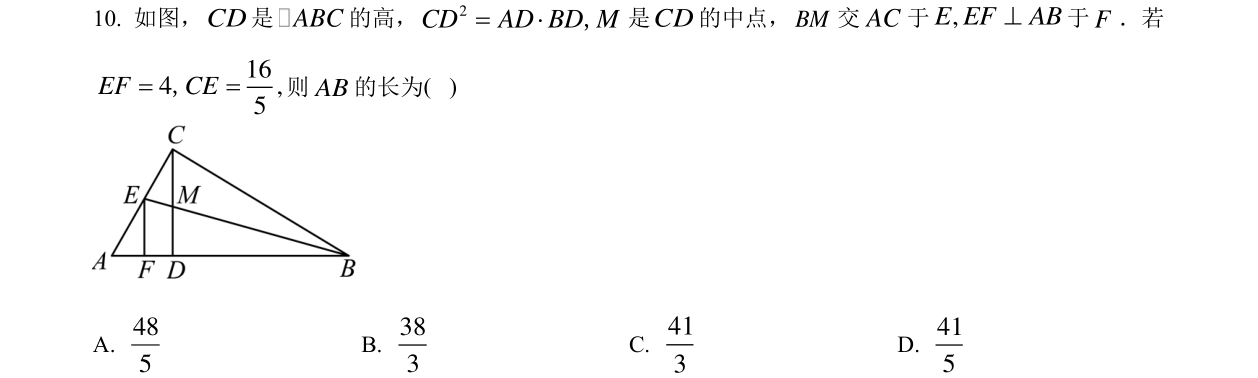 10. 如图，CD 是 □ABC 的高，CD² = AD · BD, M 是 CD 的中点，BM 交 AC 于 E, EF ⊥ AB 于 F．若
EF = 4, CE = 16/5, 则 AB 的长为( )
C
E M
A F D B
A. 48/5 B. 38/3 C. 41/3 D. 41/5